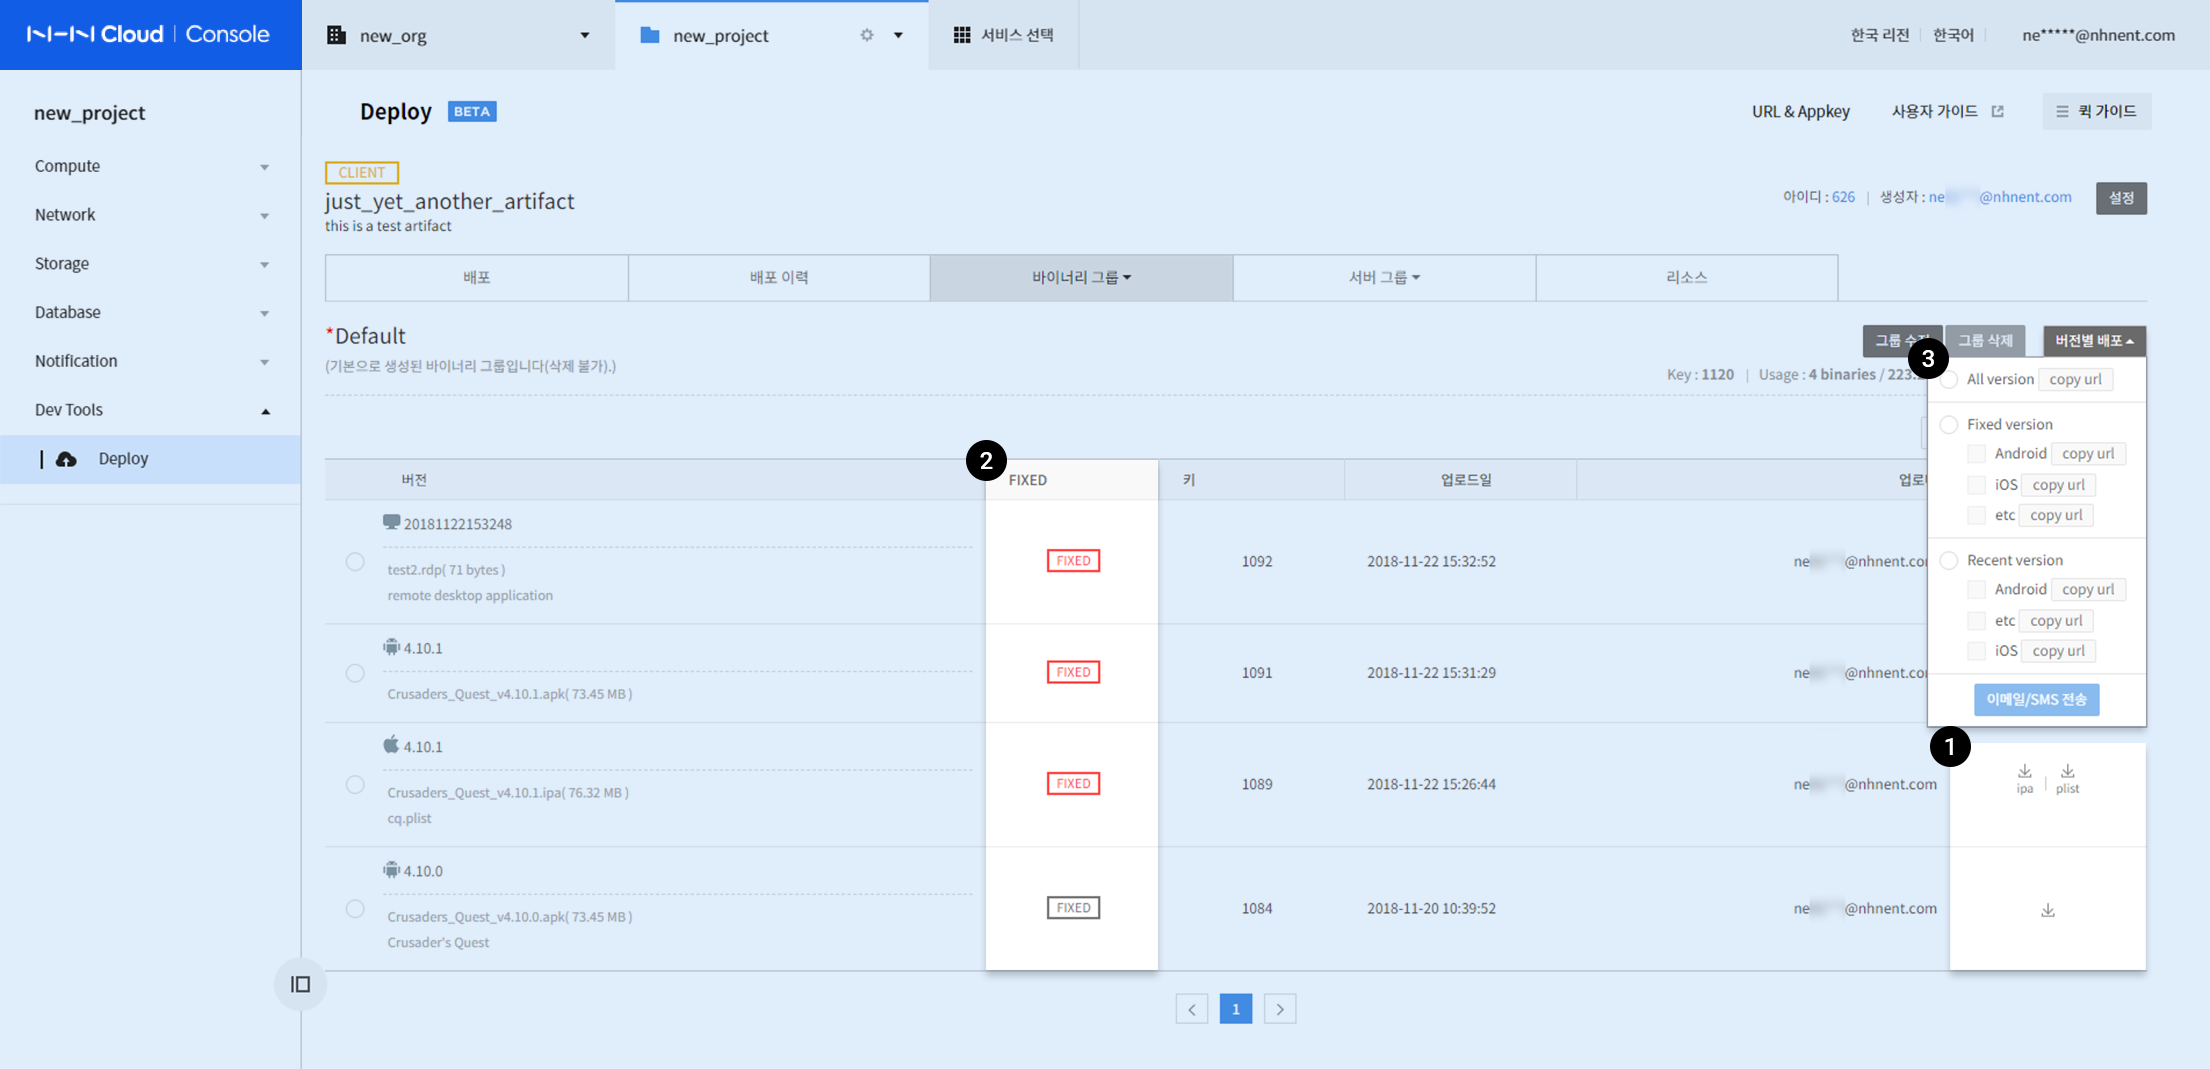 NHN Cloud | Console
new_org
new_project
서비스 선택
한국 리전
한국어
ne*****@nhnent.com
new_project
Compute
Network
Storage
Database
Notification
Dev Tools
Deploy
Deploy BETA
URL & Appkey
사용자 가이드
퀵 가이드
CLIENT
just_yet_another_artifact
this is a test artifact
아이디 : 626 | 생성자 : ne @nhnent.com
설정
배포
배포 이력
바이너리 그룹
서버 그룹
리소스
*Default
(기본으로 생성된 바이너리 그룹입니다(삭제 불가).)
그룹
그룹 삭제
버전별 배포
Key : 1120 | Usage : 4 binaries /
3
All version copy url
Fixed version
Android copy url
iOS copy url
etc copy url
Recent version
Android copy url
etc copy url
iOS copy url
이메일/SMS 전송
2
버전
FIXED
키
업로드일
20181122153248
test2.rdp( 71 bytes )
remote desktop application
FIXED
1092
2018-11-22 15:32:52
ne @nhnent.co
4.10.1
Crusaders_Quest_v4.10.1.apk( 73.45 MB )
FIXED
1091
2018-11-22 15:31:29
ne @nhnent.co
1
4.10.1
Crusaders_Quest_v4.10.1.ipa( 76.32 MB )
cq.plist
FIXED
1089
2018-11-22 15:26:44
ne @nhnent.com
ipa | plist
4.10.0
Crusaders_Quest_v4.10.0.apk( 73.45 MB )
Crusader's Quest
FIXED
1084
2018-11-20 10:39:52
ne @nhnent.com
< 1 >